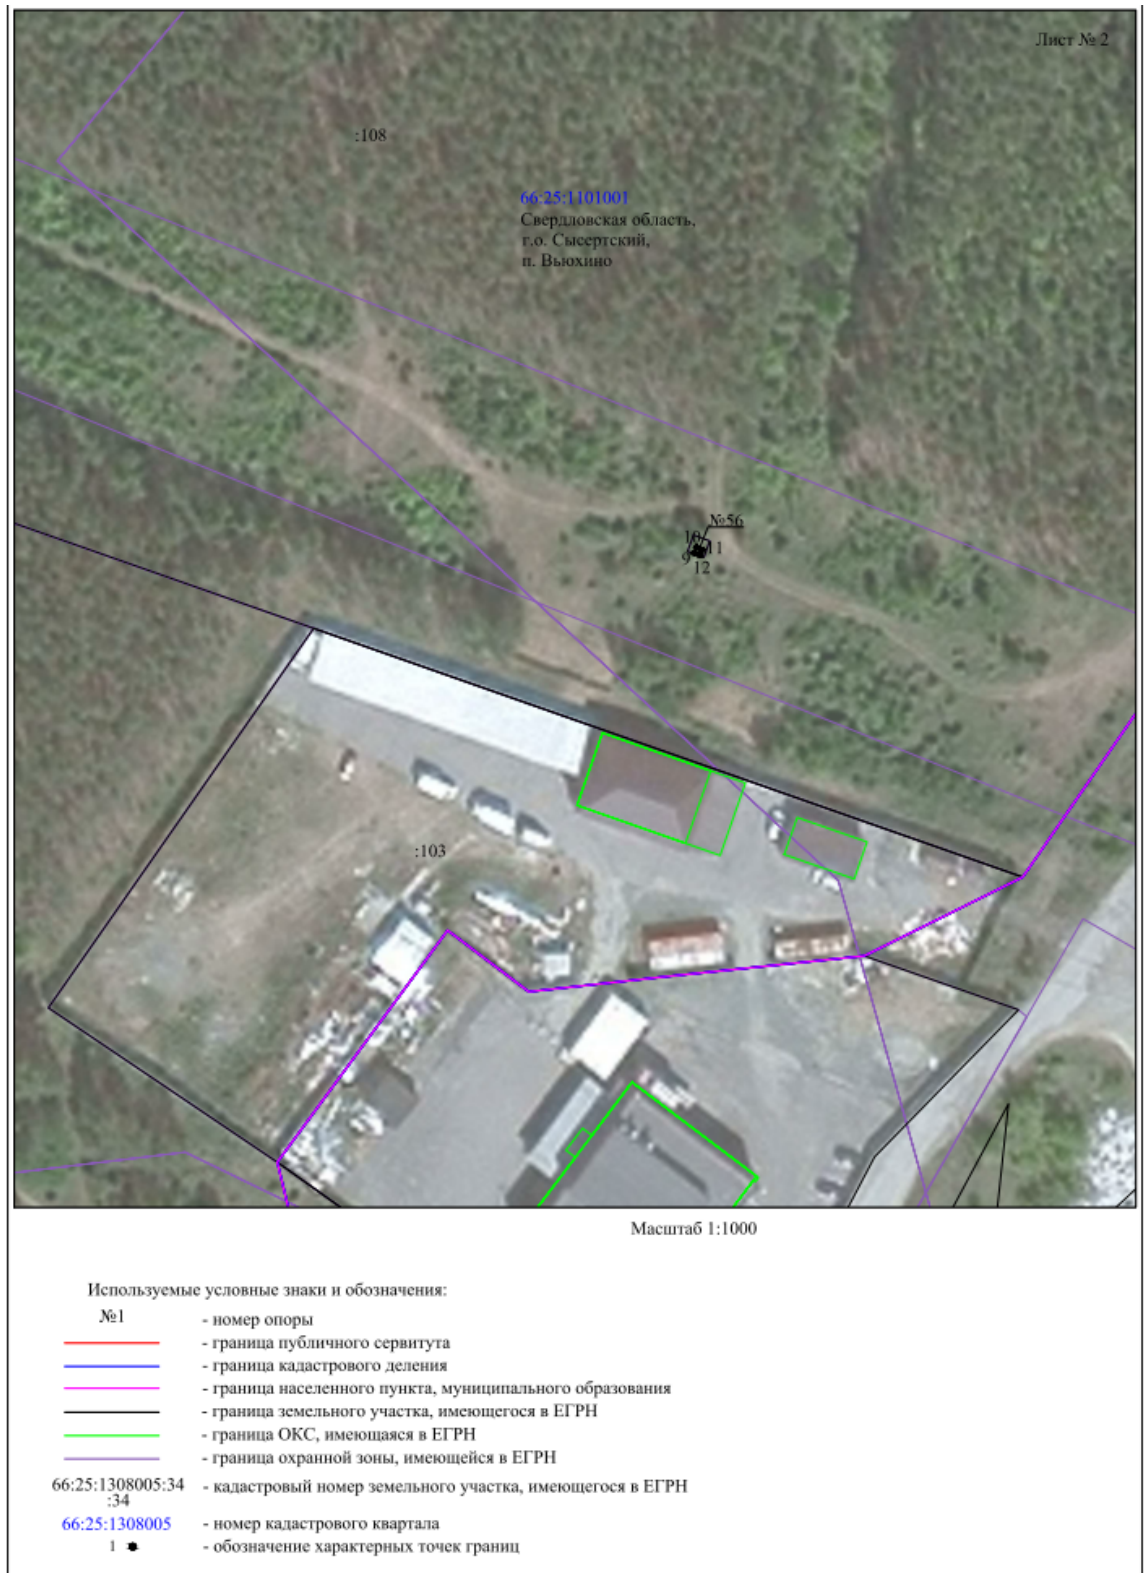 Лист № 2
:108
66:25:1101001
Свердловская область,
г.о. Сысертский,
п. Вьюхино
№56
10
11
9
12
:103
Масштаб 1:1000
Используемые условные знаки и обозначения:
№1 - номер опоры
- граница публичного сервитута
- граница кадастрового деления
- граница населенного пункта, муниципального образования
- граница земельного участка, имеющегося в ЕГРН
- граница ОКС, имеющаяся в ЕГРН
- граница охранной зоны, имеющейся в ЕГРН
66:25:1308005:34 - кадастровый номер земельного участка, имеющегося в ЕГРН
:34
66:25:1308005 - номер кадастрового квартала
1 - обозначение характерных точек границ